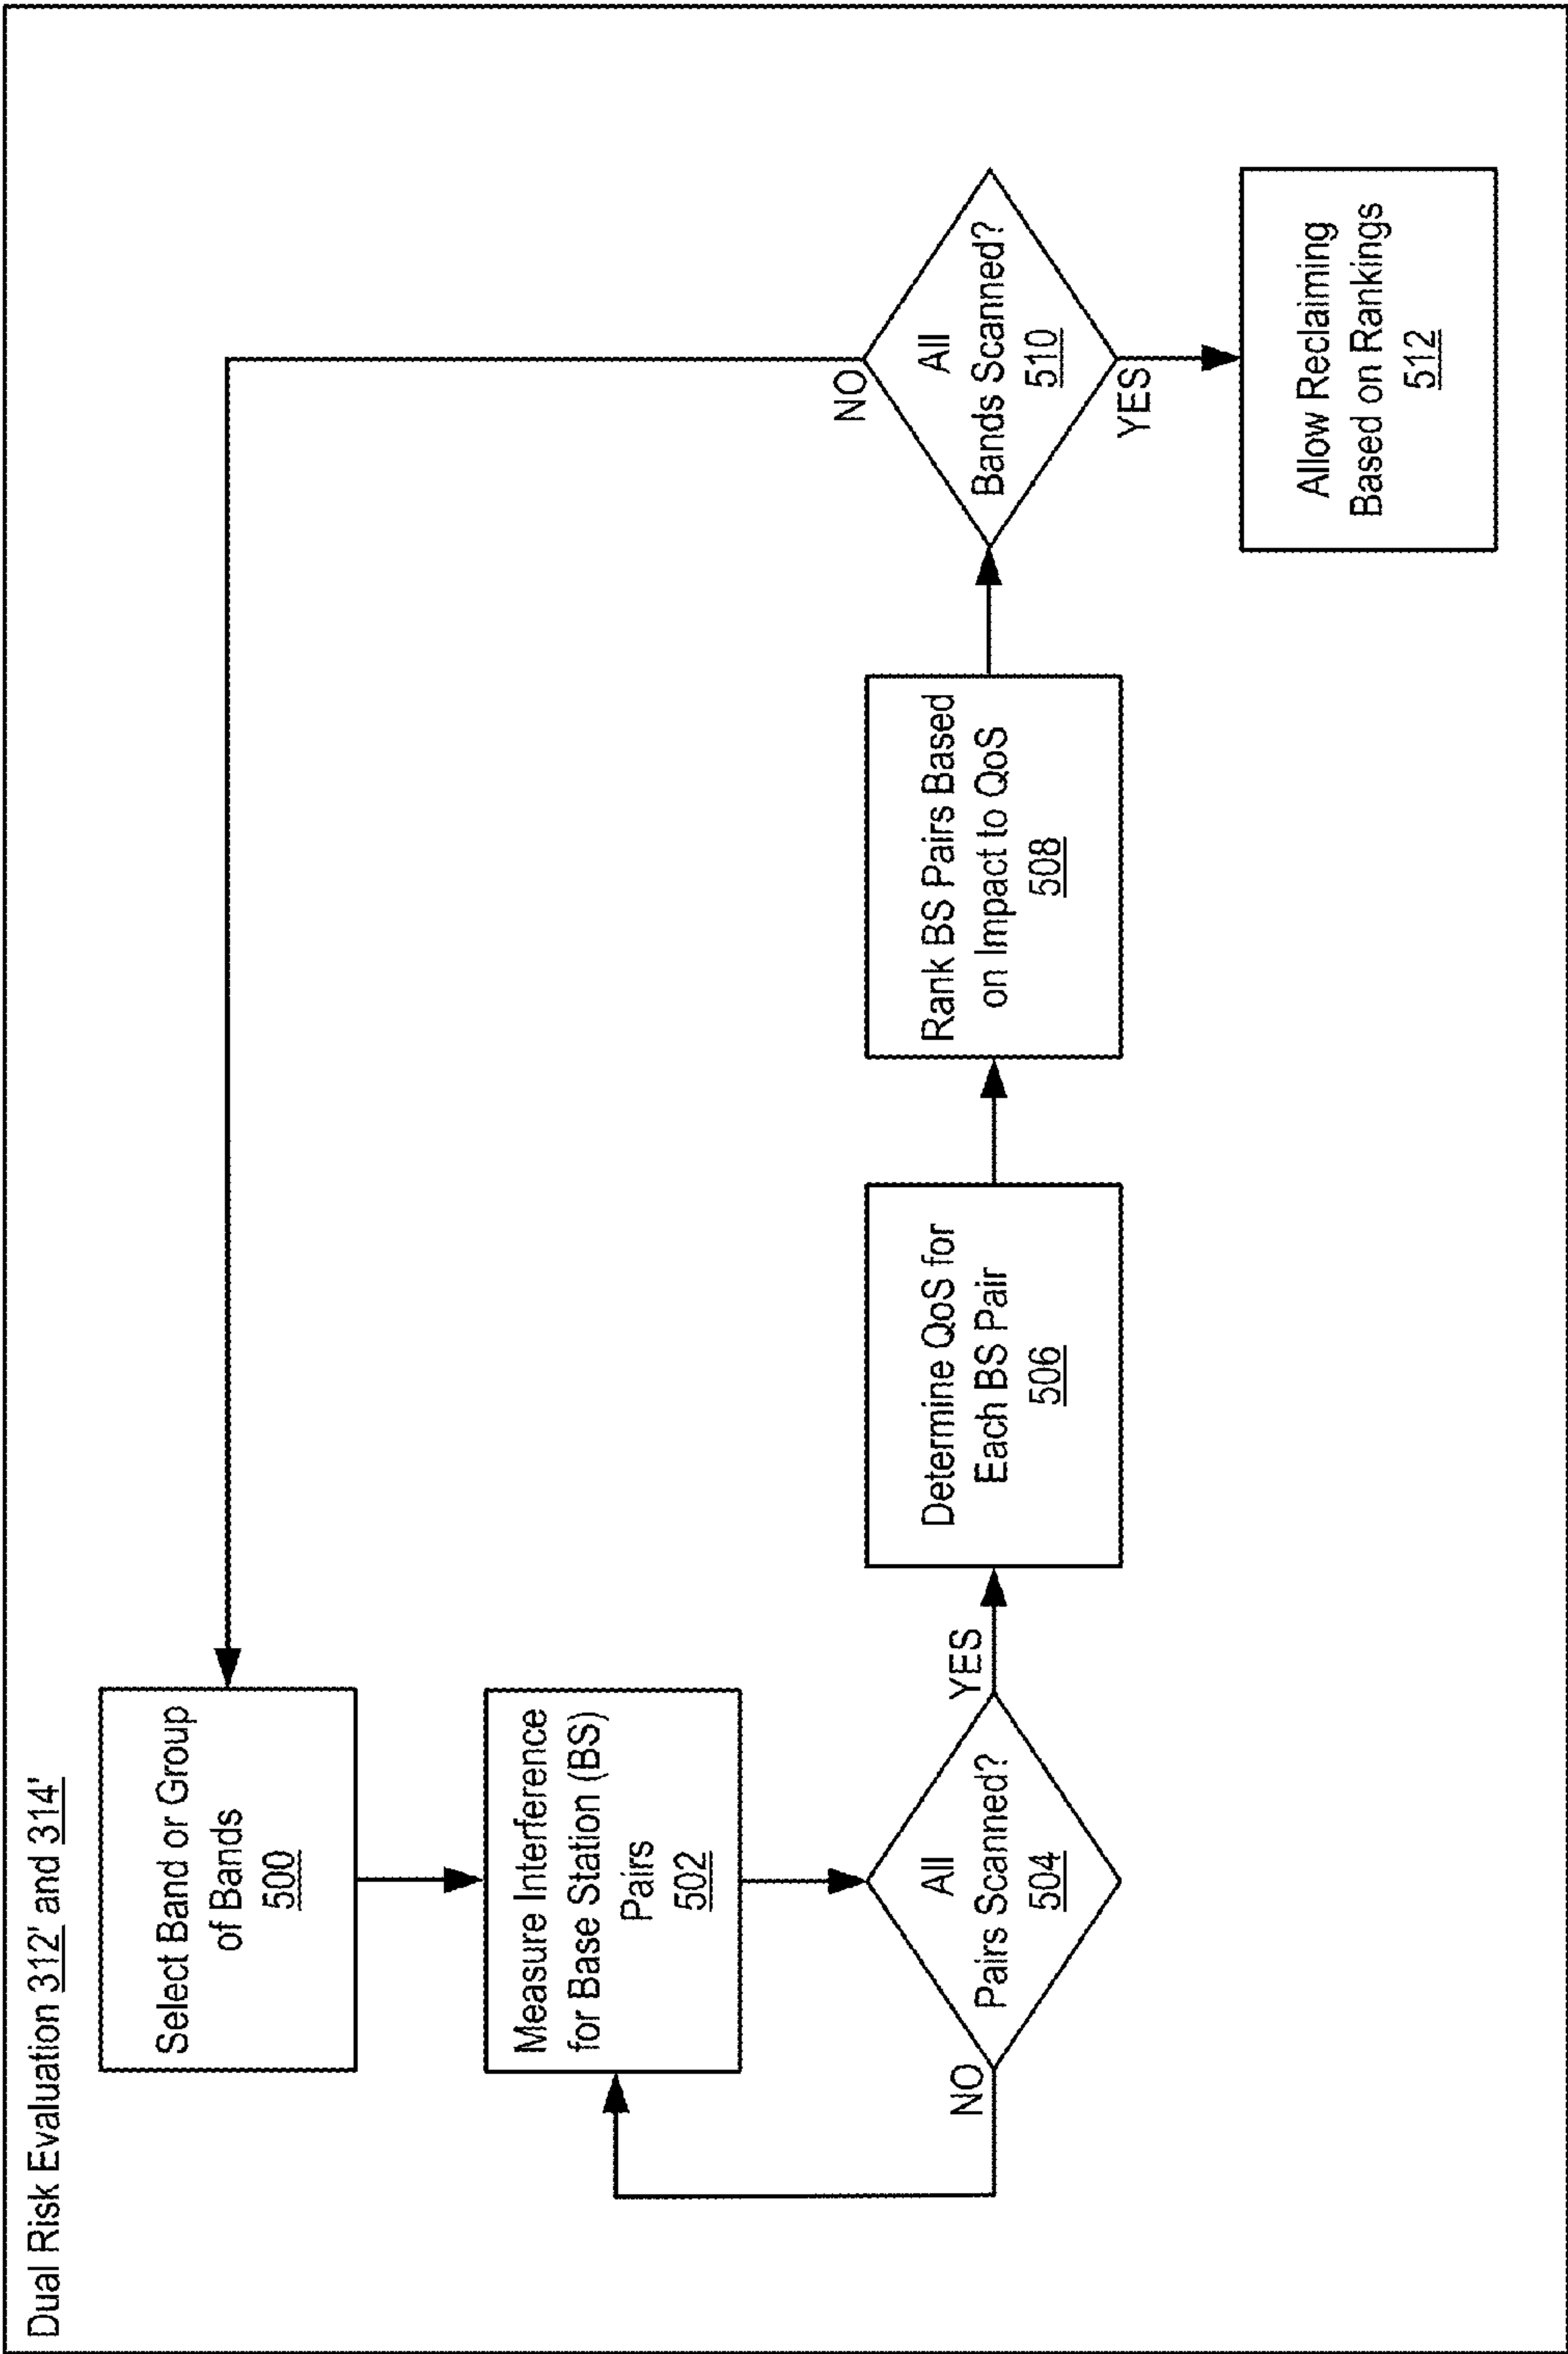 Dual Risk Evaluation 312' and 314'
Select Band or Group
of Bands
500
Measure Interference
for Base Station (BS)
Pairs
502
All
Pairs Scanned?
504
NO
YES
Determine QoS for
Each BS Pair
506
Rank BS Pairs Based
on Impact to QoS
508
All
Bands Scanned?
510
NO
YES
Allow Reclaiming
Based on Rankings
512